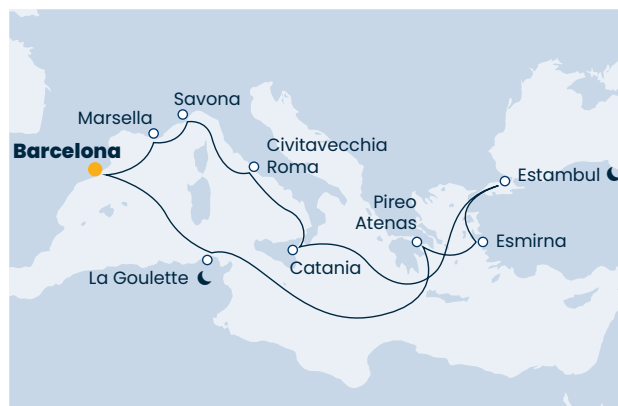 Savona
Marsella
Barcelona
Civitavecchia
Roma
Estambul
Pireo
Atenas
Esmirna
Catania
La Goulette